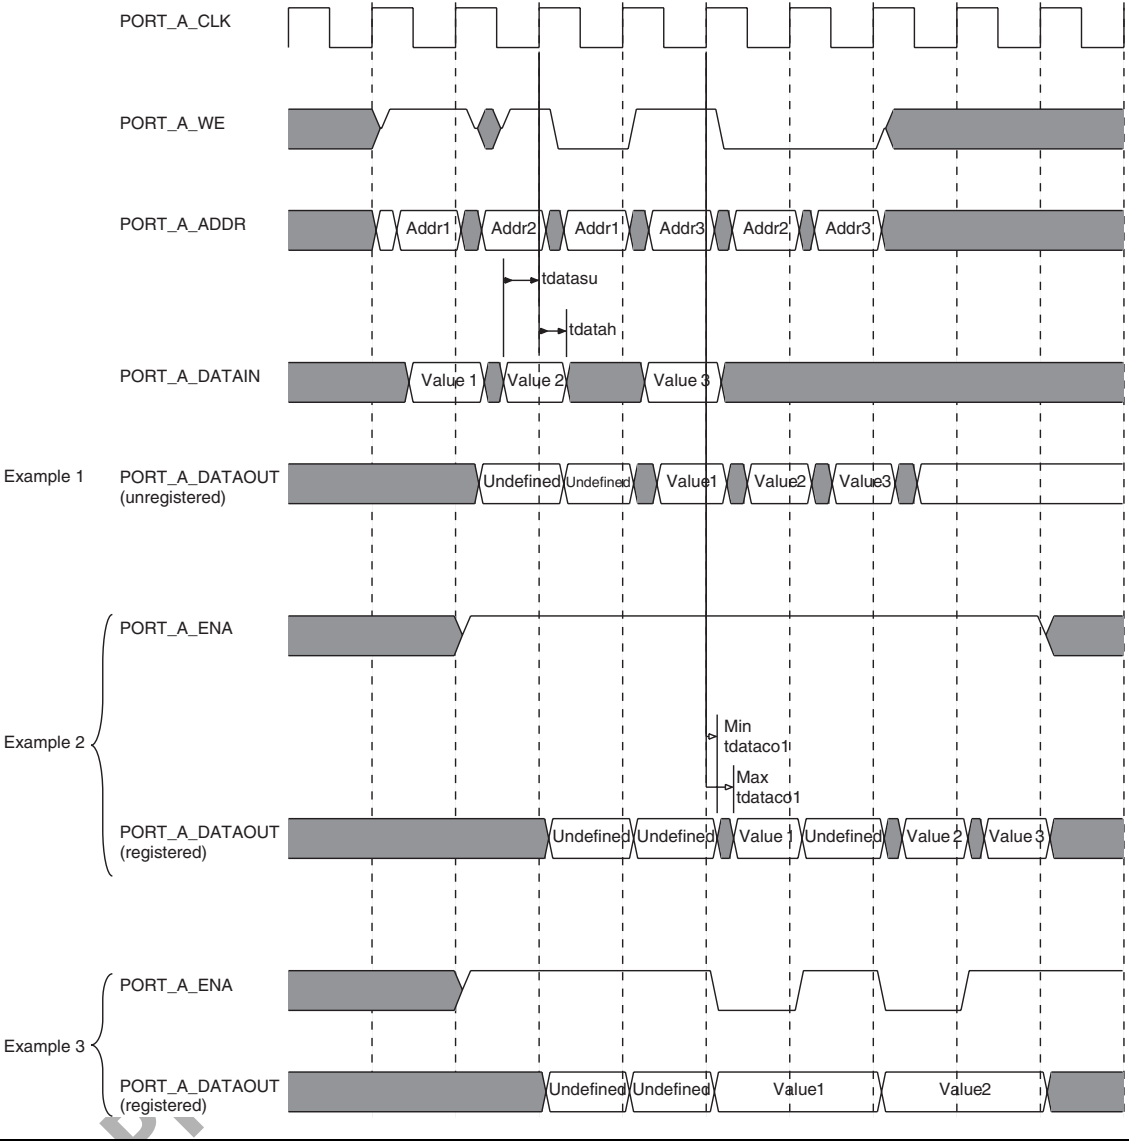 PORT_A_CLK
PORT_A_WE
PORT_A_ADDR
Addr1
Addr2
Addr1
Addr3
Addr2
Addr3
tdatasu
tdatah
PORT_A_DATAIN
Value 1
Value 2
Value 3
Example 1
PORT_A_DATAOUT
(unregistered)
Undefined
Undefined
Value1
Value2
Value3
PORT_A_ENA
Example 2
Min
tdataco1
Max
tdataco1
PORT_A_DATAOUT
(registered)
Undefined
Undefined
Value 1
Undefined
Value 2
Value 3
PORT_A_ENA
Example 3
PORT_A_DATAOUT
(registered)
Undefined
Undefined
Value1
Value2